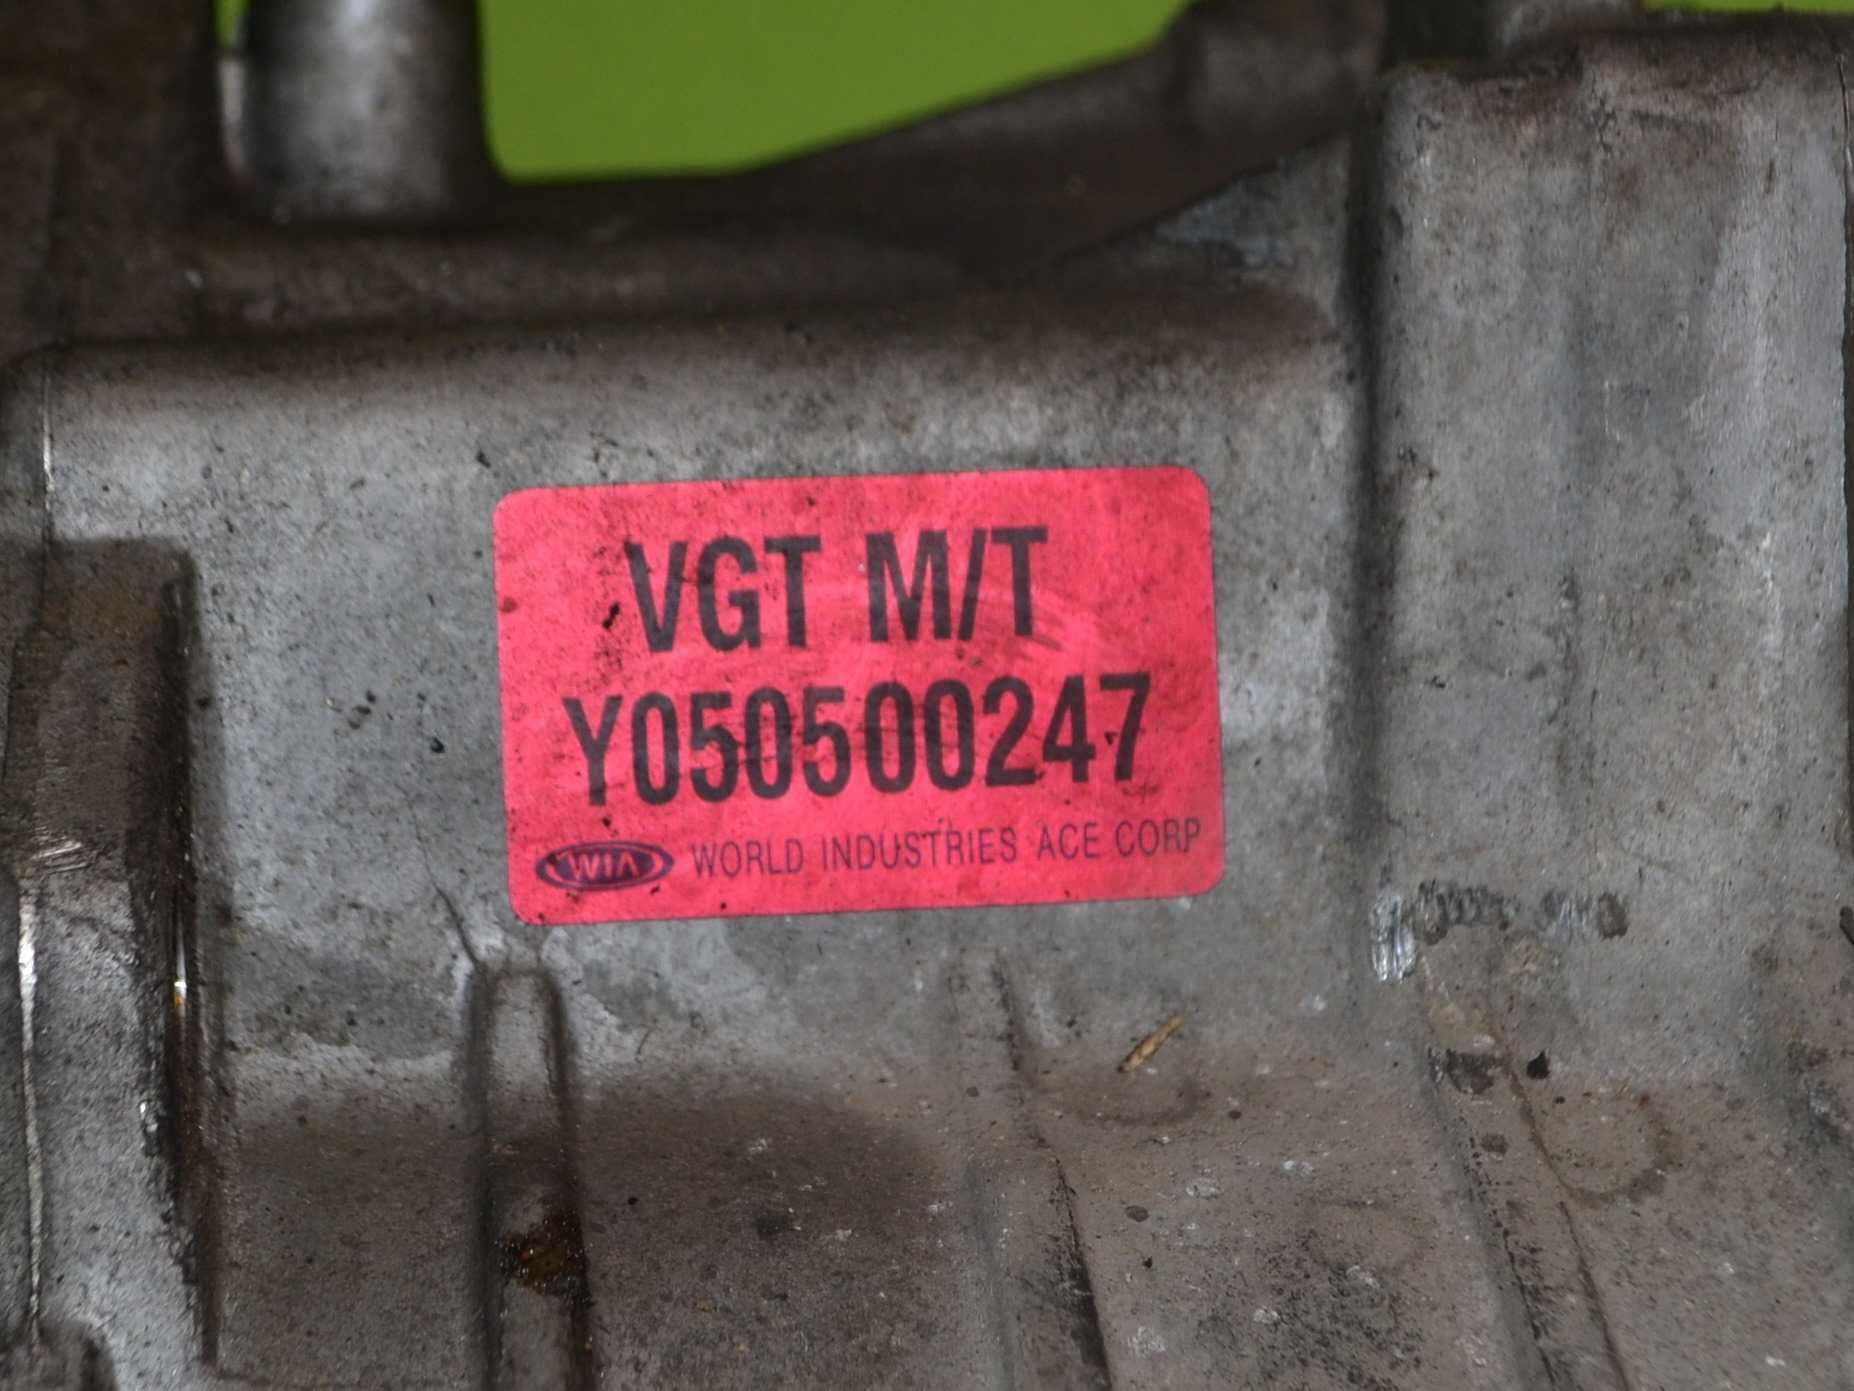 VGT M/T
Y050500247
WIA WORLD INDUSTRIES ACE CORP